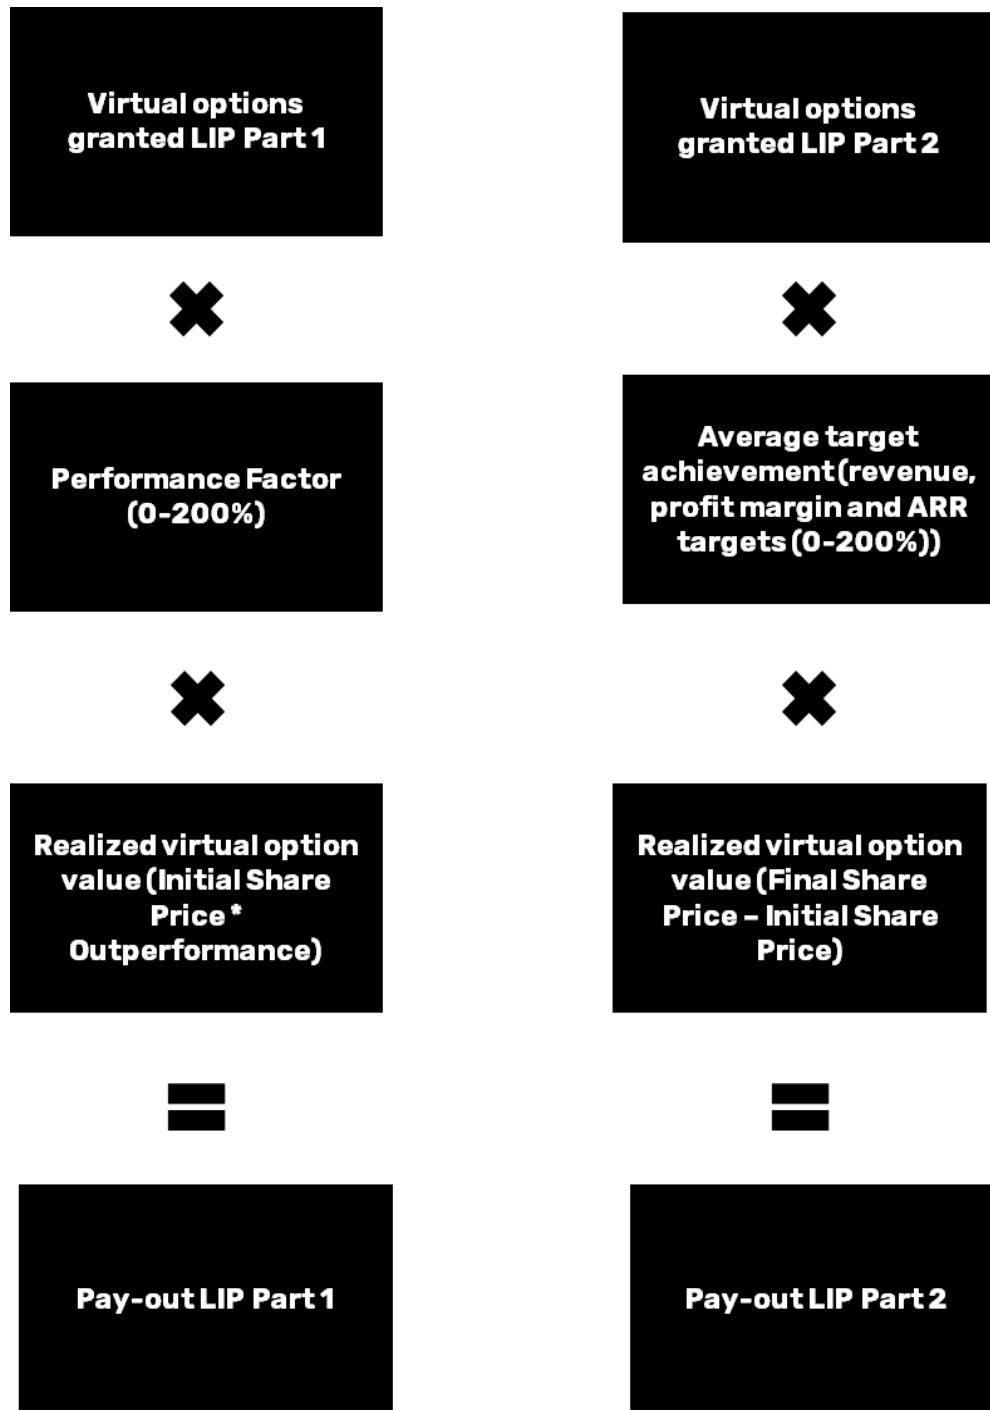 Virtual options
granted LIP Part 1
Performance Factor
(0-200%)
Realized virtual option
value (Initial Share
Price *
Outperformance)
Pay-out LIP Part 1
Virtual options
granted LIP Part 2
Average target
achievement (revenue,
profit margin and ARR
targets (0-200%))
Realized virtual option
value (Final Share
Price – Initial Share
Price)
Pay-out LIP Part 2